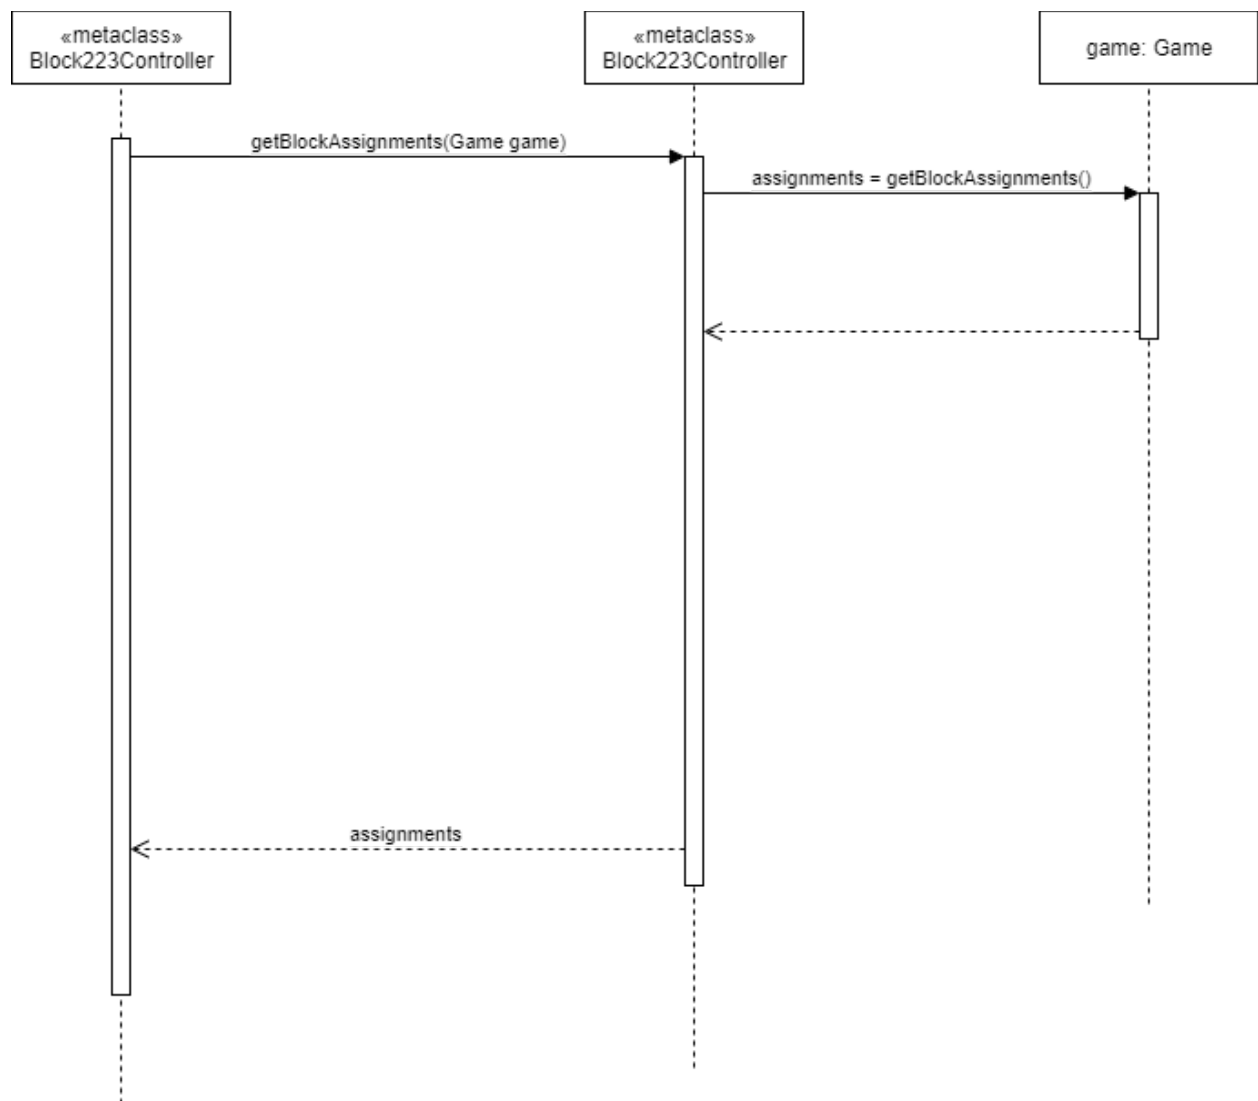 «metaclass»
Block223Controller
«metaclass»
Block223Controller
game: Game
getBlockAssignments(Game game)
assignments = getBlockAssignments()
assignments